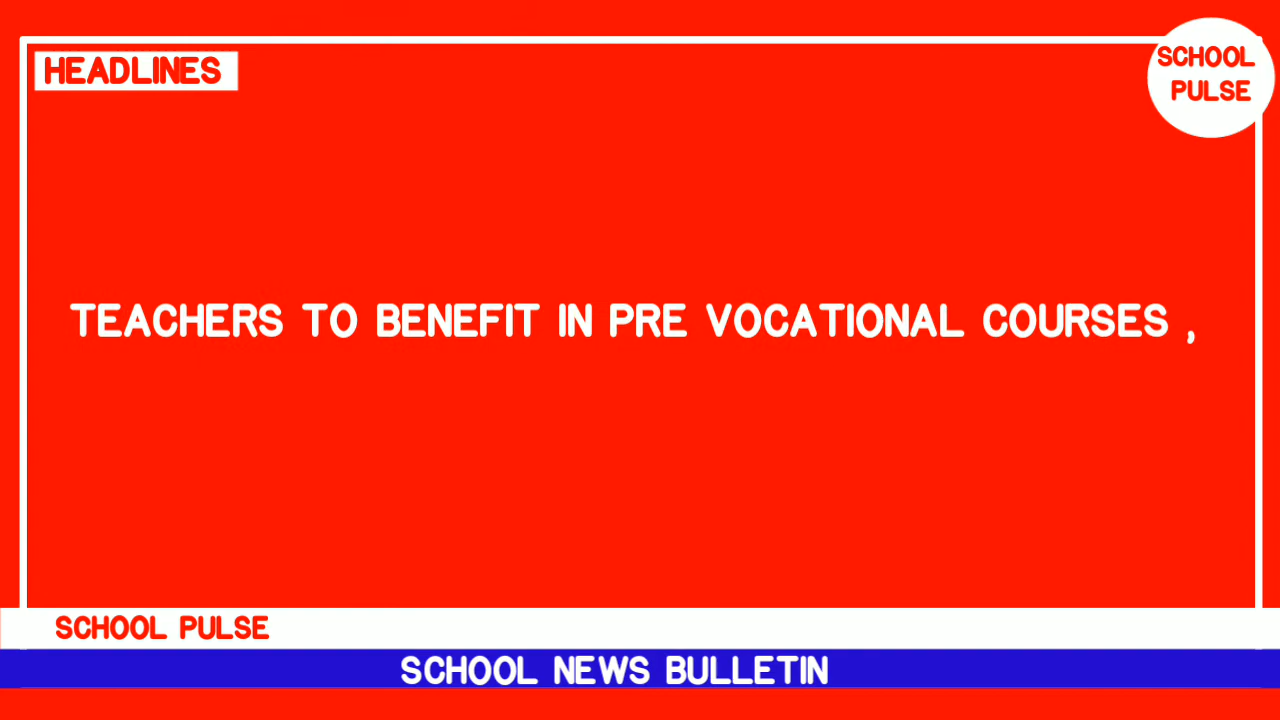 HEADLINES
SCHOOL
PULSE
TEACHERS TO BENEFIT IN PRE VOCATIONAL COURSES ,
SCHOOL PULSE
SCHOOL NEWS BULLETIN